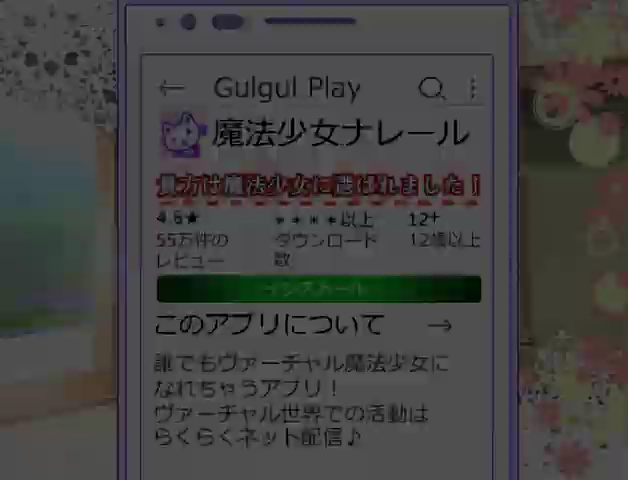 Gulgul Play
魔法少女ナレール
貴方は魔法少女に選ばれました！
4.6★ ＊＊＊＊以上 12+
55万件の ダウンロード 12歳以上
レビュー 数
インストール
このアプリについて →
誰でもヴァーチャル魔法少女に
なれちゃうアプリ！
ヴァーチャル世界での活動は
らくらくネット配信♪